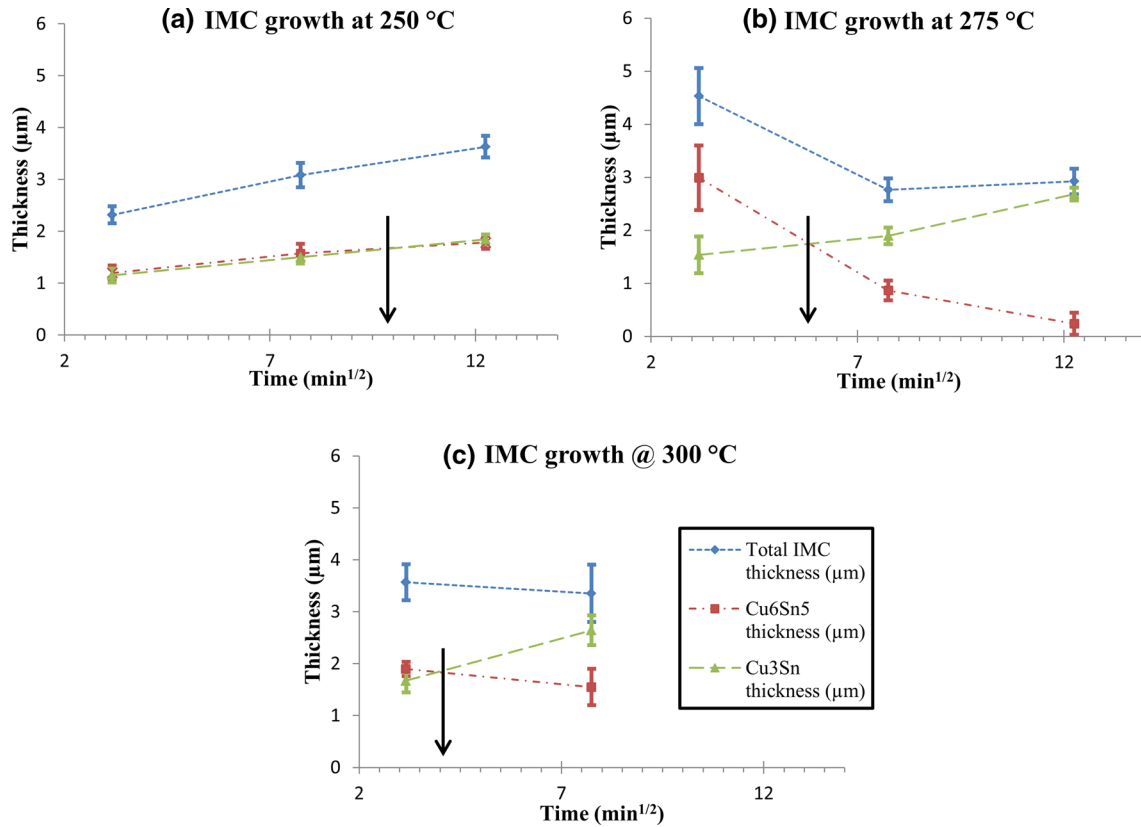 (a) IMC growth at 250 °C
Thickness (µm)
6
5
4
3
2
1
0
2 7 12
Time (min1/2)
(b) IMC growth at 275 °C
Thickness (µm)
6
5
4
3
2
1
0
2 7 12
Time (min1/2)
(c) IMC growth @ 300 °C
Thickness (µm)
6
5
4
3
2
1
0
2 7 12
Time (min1/2)
Total IMC
thickness (µm)
Cu6Sn5
thickness (µm)
Cu3Sn
thickness (µm)